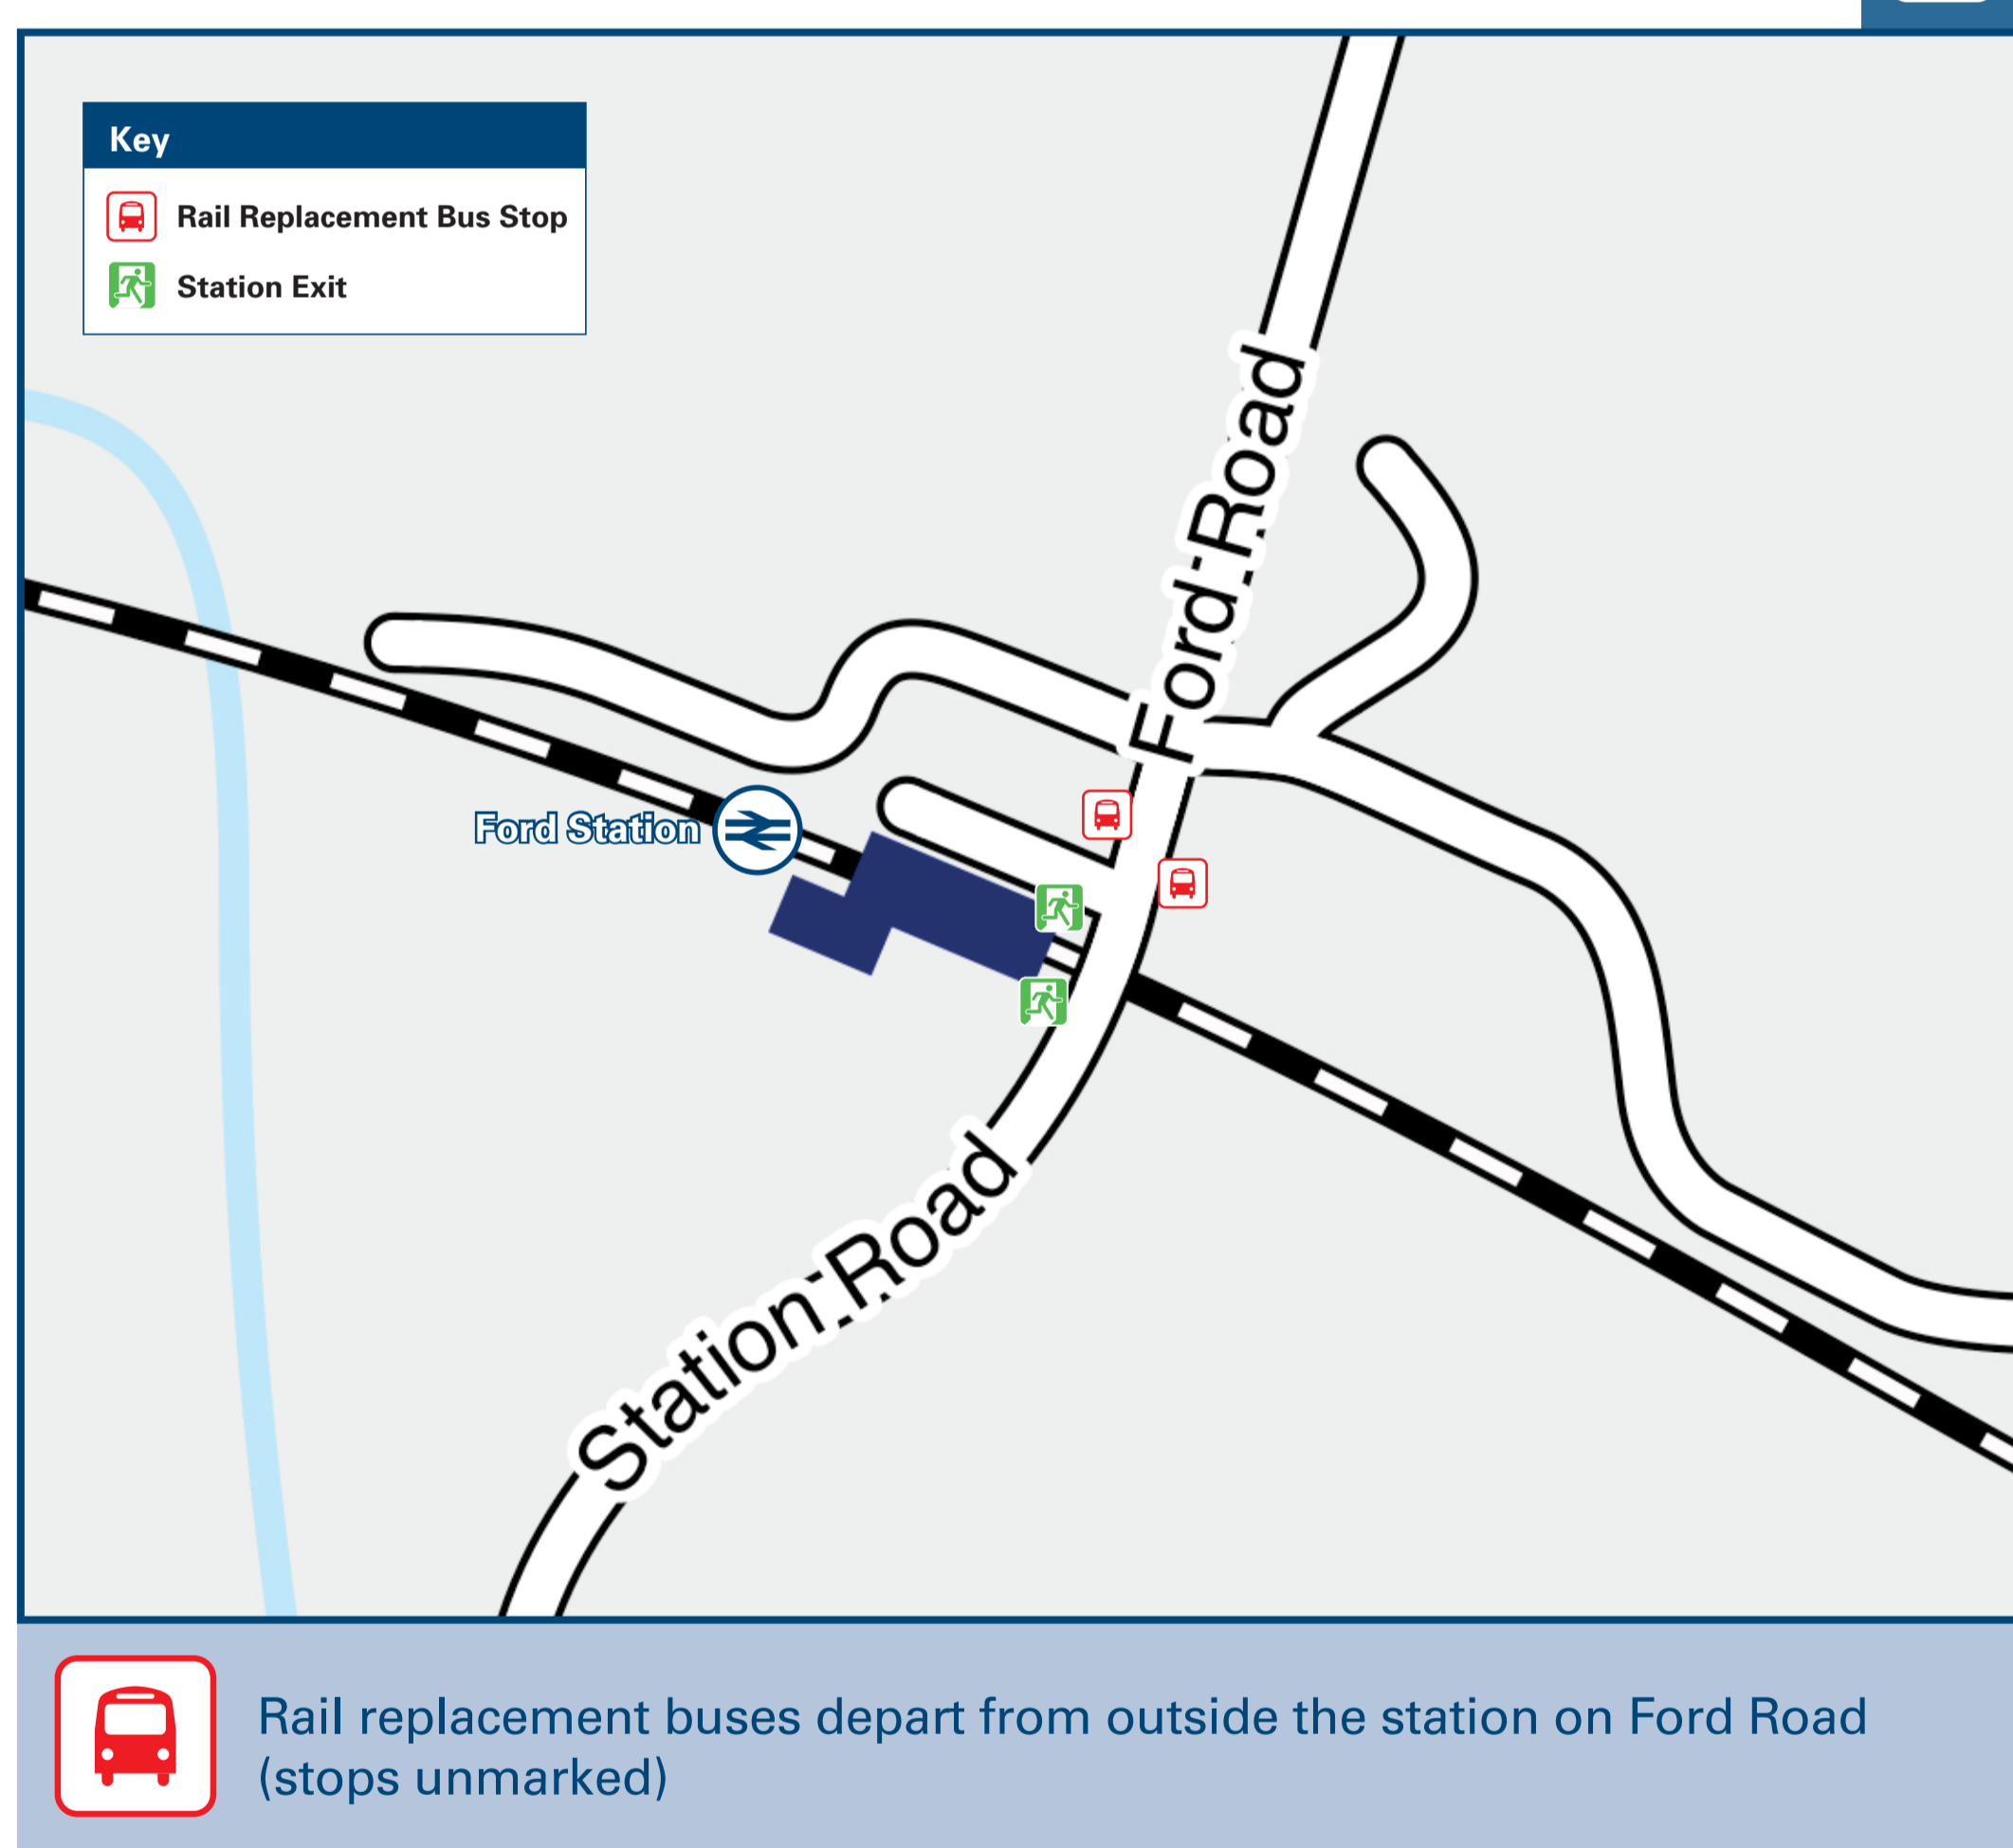 Key
Rail Replacement Bus Stop
Station Exit
Ford Road
Ford Station
Station Road
Rail replacement buses depart from outside the station on Ford Road
(stops unmarked)